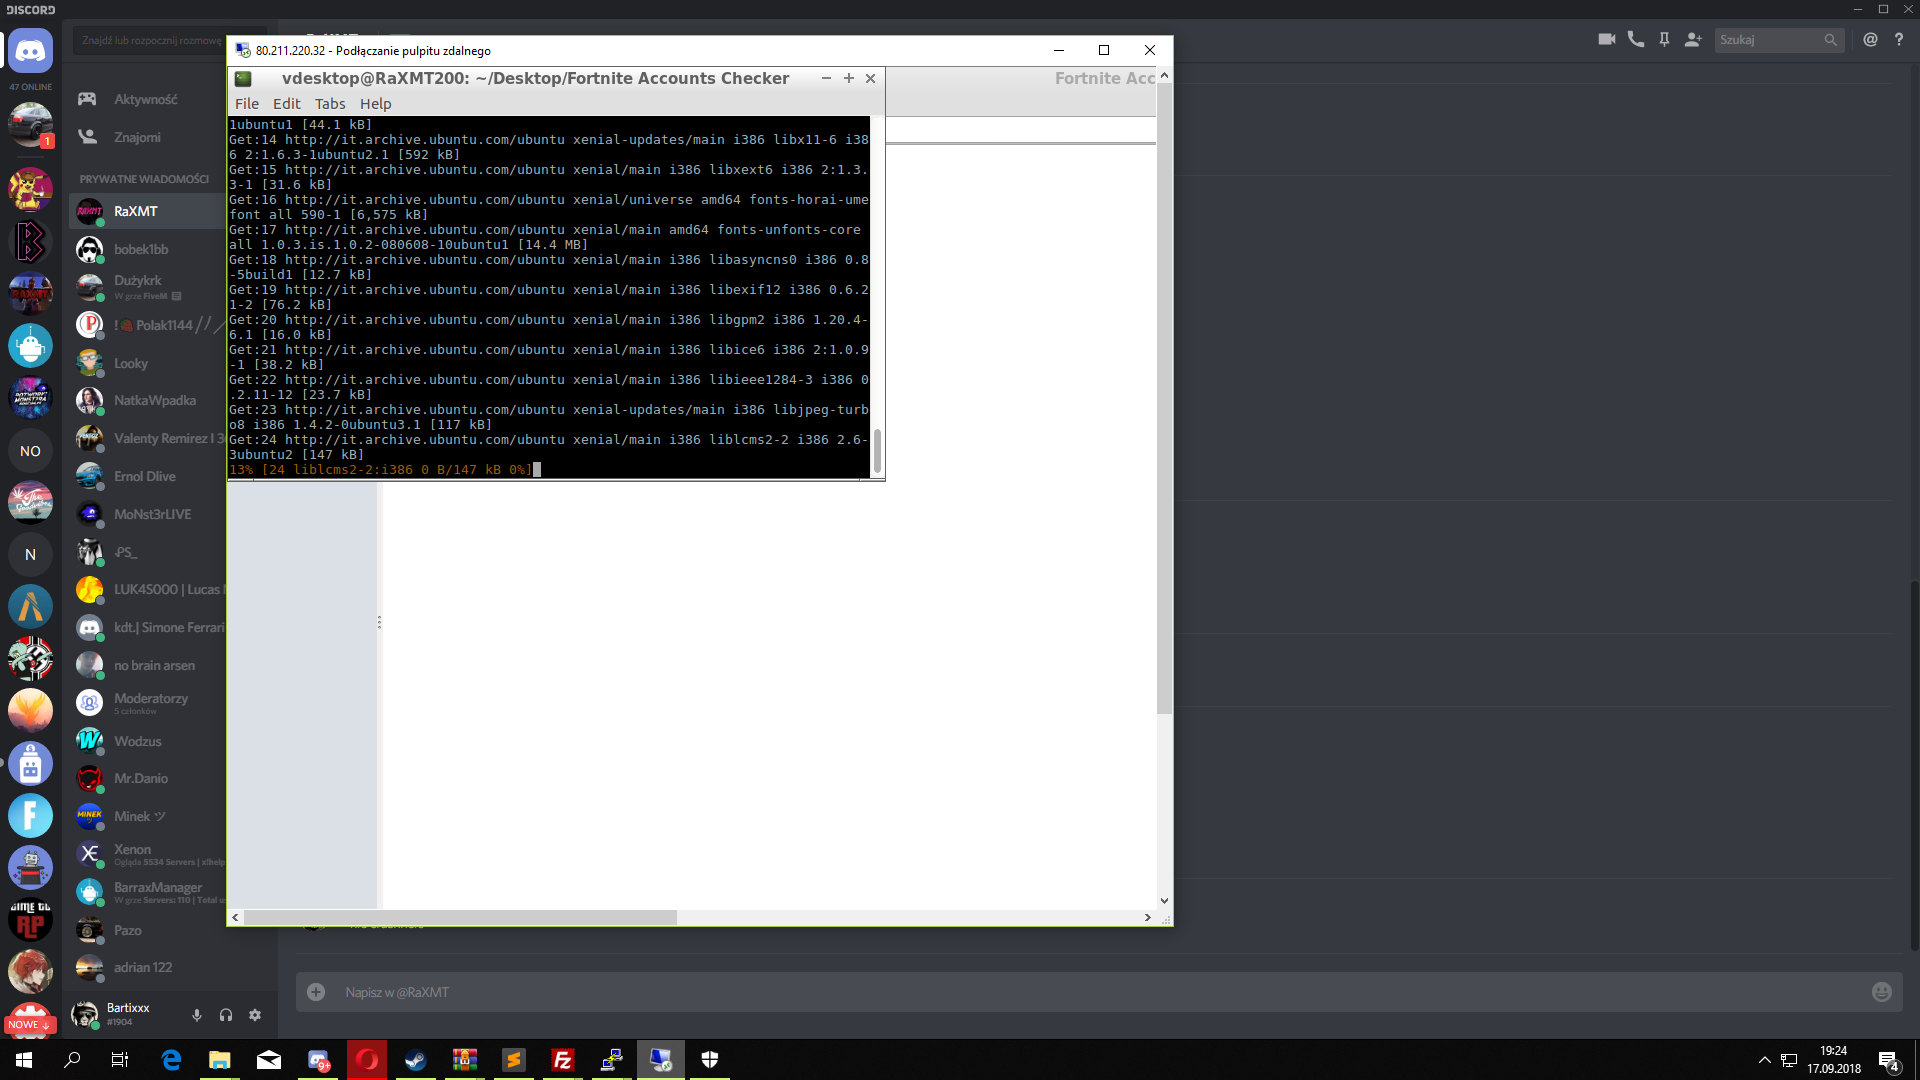 DISCORD
Znajdź lub rozpocznij rozmowę
47 ONLINE
Aktywność
Znajomi
PRYWATNE WIADOMOŚCI
RaXMT
bobek1bb
Dużykrk
W grze FiveM
Polak1144
Looky
NatkaWpadka
Valenty Remirez I 3
Ernol Dlive
MoNst3rLIVE
PS_
LUK4S000 | Lucas
kdt.| Simone Ferrari
no brain arsen
Moderatorzy
5 członków
Wodzus
Mr.Danio
Minek ツ
Xenon
Ogląda SS34 Servers | x!help
BarraxManager
W grze Servers: 110 | Total
Pazo
adrian 122
Bartixxx
#1904
1
NO
N
NOWE ↓
80.211.220.32 - Podłączanie pulpitu zdalnego
vdesktop@RaXMT200: ~/Desktop/Fortnite Accounts Checker
Fortnite Acc
File Edit Tabs Help
1ubuntu1 [44.1 kB]
Get:14 http://it.archive.ubuntu.com/ubuntu xenial-updates/main i386 libx11-6 i38
6 2:1.6.3-1ubuntu2.1 [592 kB]
Get:15 http://it.archive.ubuntu.com/ubuntu xenial/main i386 libxext6 i386 2:1.3.
3-1 [31.6 kB]
Get:16 http://it.archive.ubuntu.com/ubuntu xenial/universe amd64 fonts-horai-ume
font all 590-1 [6,575 kB]
Get:17 http://it.archive.ubuntu.com/ubuntu xenial/main amd64 fonts-unfonts-core
all 1.0.3.is.1.0.2-080608-10ubuntu1 [14.4 MB]
Get:18 http://it.archive.ubuntu.com/ubuntu xenial/main i386 libasyncns0 i386 0.8
-5build1 [12.7 kB]
Get:19 http://it.archive.ubuntu.com/ubuntu xenial/main i386 libexif12 i386 0.6.2
1-2 [76.2 kB]
Get:20 http://it.archive.ubuntu.com/ubuntu xenial/main i386 libgpm2 i386 1.20.4-
6.1 [16.0 kB]
Get:21 http://it.archive.ubuntu.com/ubuntu xenial/main i386 libice6 i386 2:1.0.9
-1 [38.2 kB]
Get:22 http://it.archive.ubuntu.com/ubuntu xenial/main i386 libieee1284-3 i386 0
.2.11-12 [23.7 kB]
Get:23 http://it.archive.ubuntu.com/ubuntu xenial-updates/main i386 libjpeg-turb
o8 i386 1.4.2-0ubuntu3.1 [117 kB]
Get:24 http://it.archive.ubuntu.com/ubuntu xenial/main i386 liblcms2-2 i386 2.6-
3ubuntu2 [147 kB]
13% [24 liblcms2-2:i386 0 B/147 kB 0%]
Szukaj
Napisz w @RaXMT
19:24
17.09.2018
4